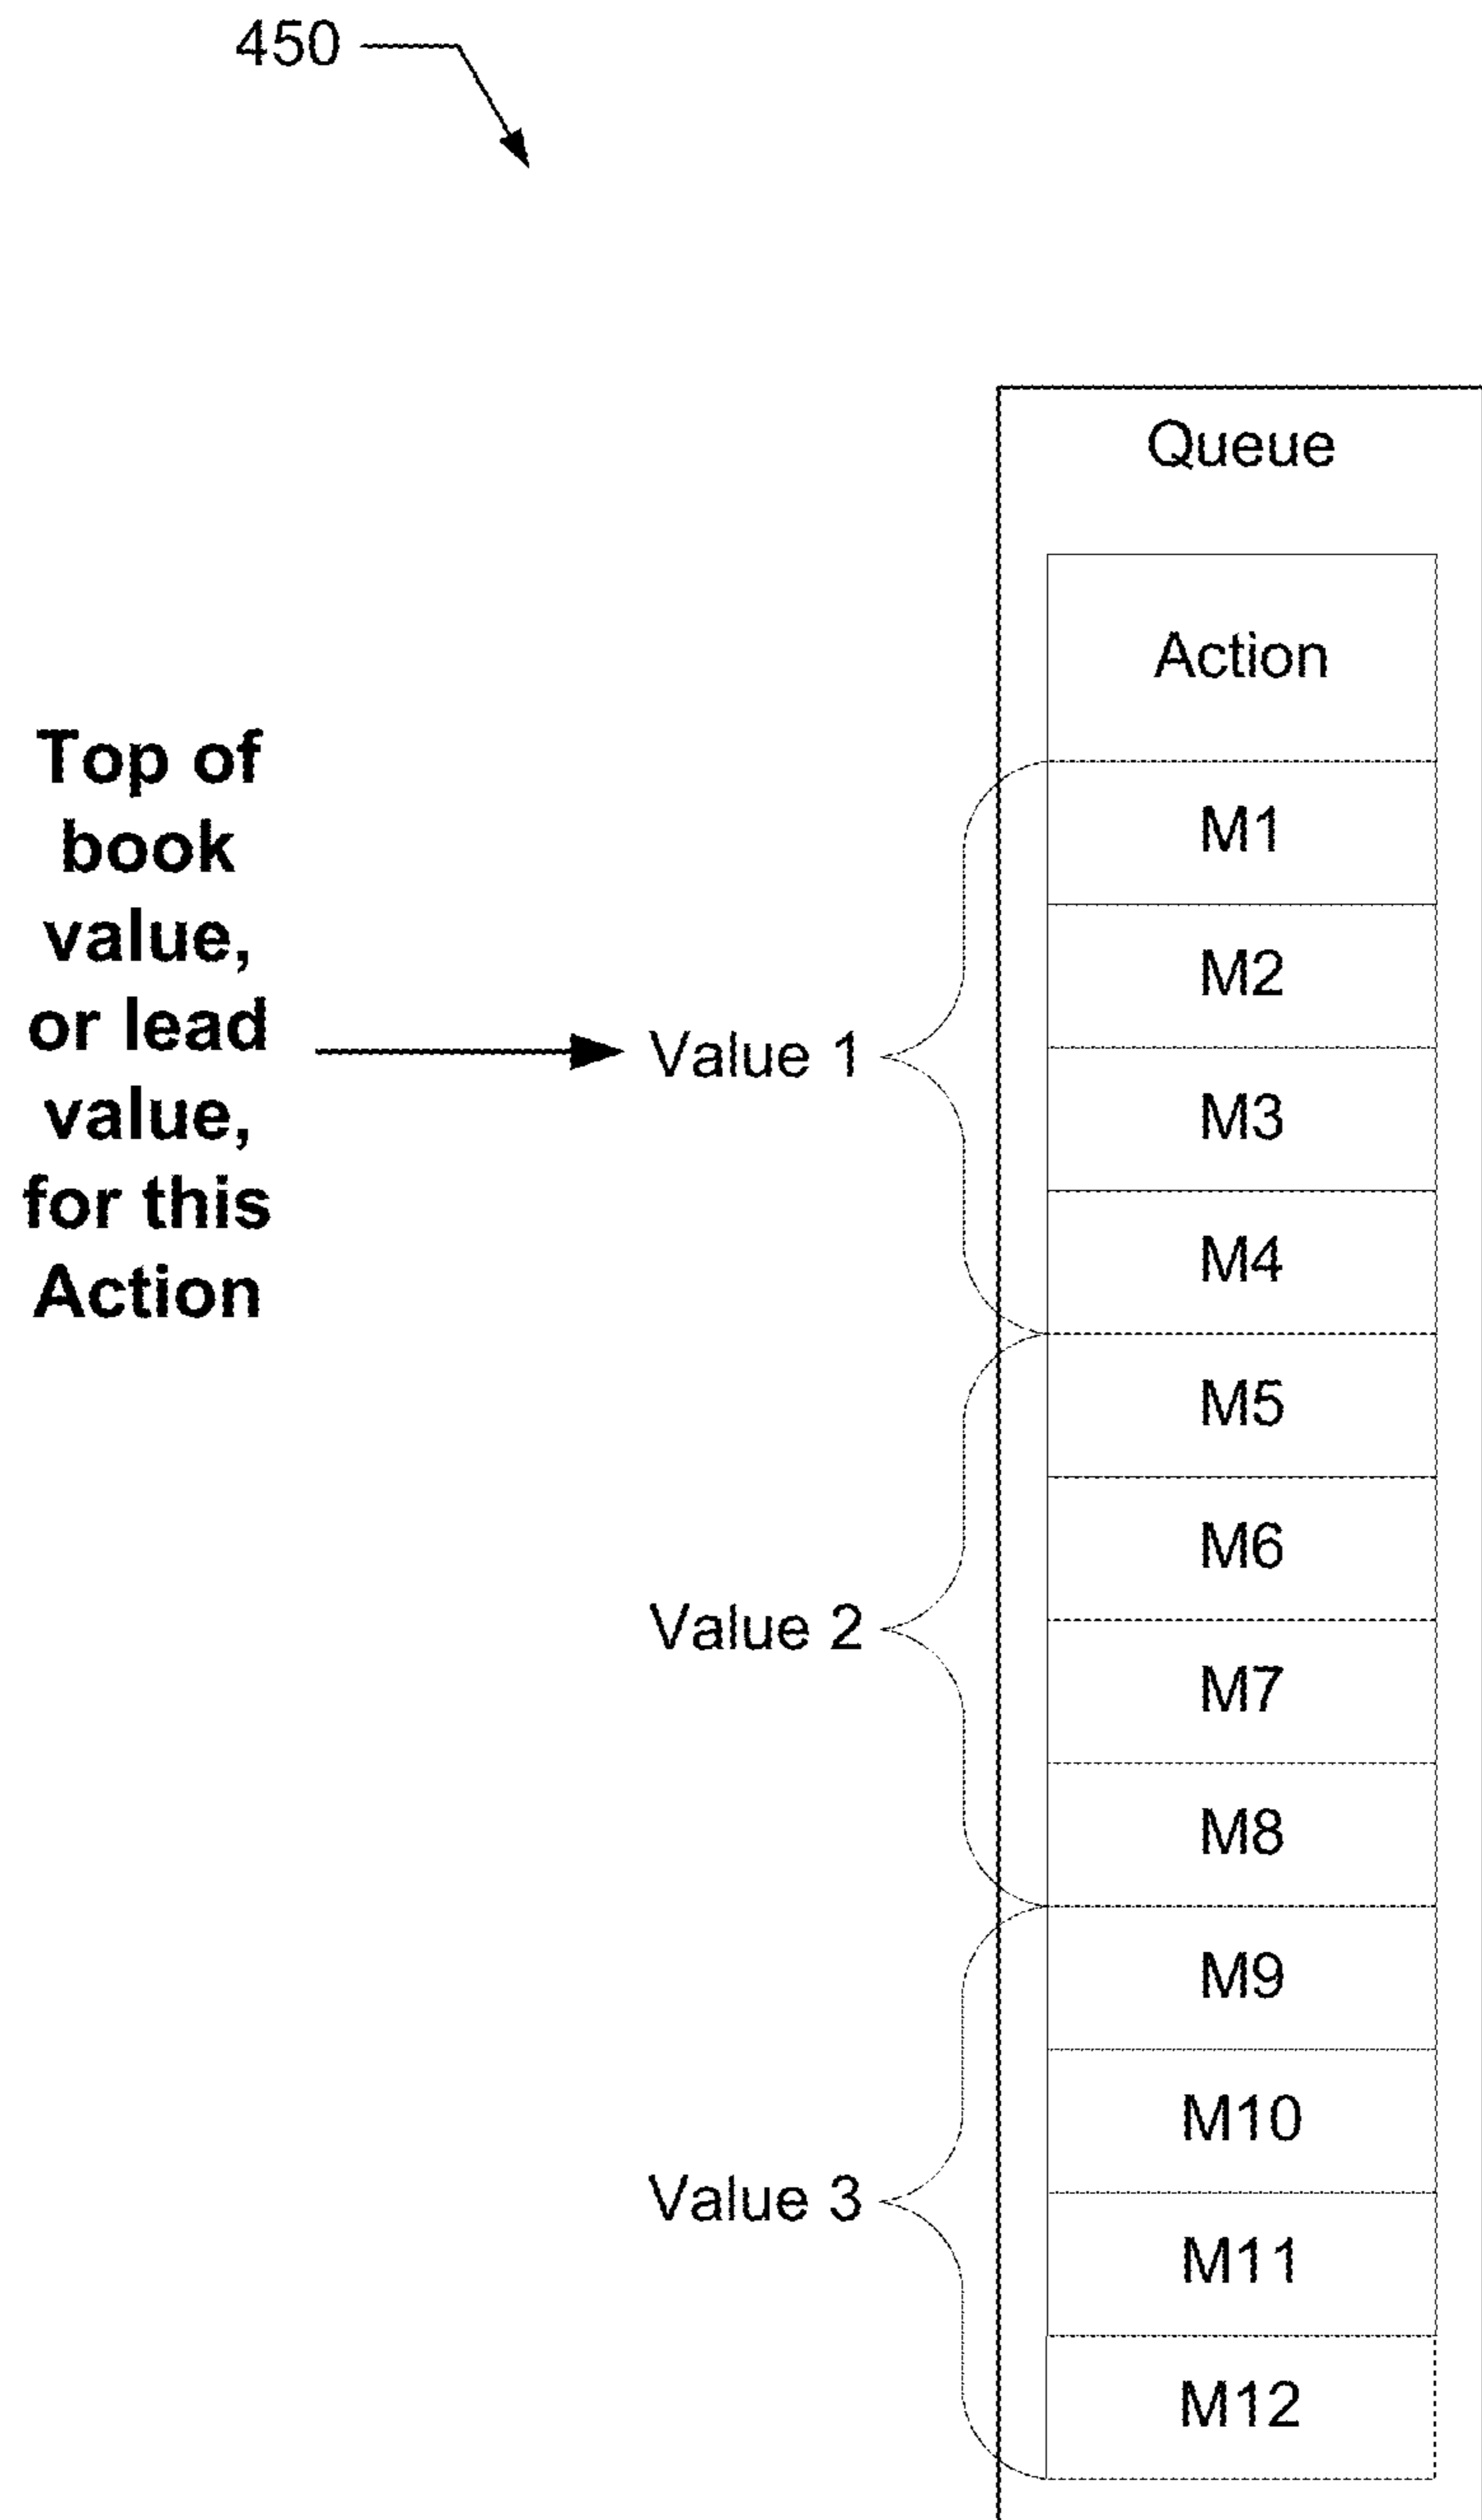 450
Queue
Action
Top of
book
value,
or lead
value,
for this
Action
Value 1
Value 2
Value 3
M1
M2
M3
M4
M5
M6
M7
M8
M9
M10
M11
M12